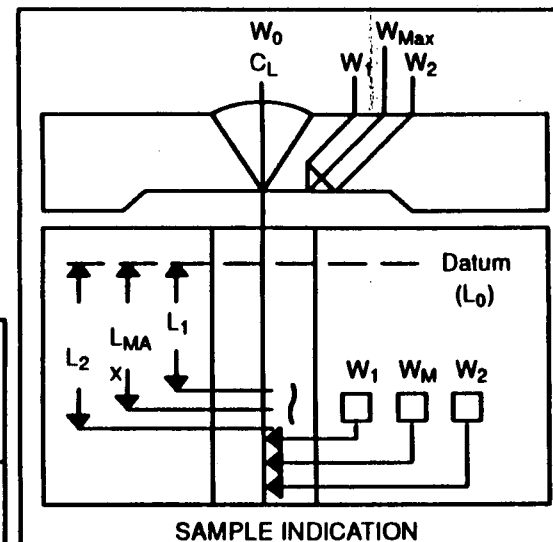 W0 WMax
CL W1 W2
Datum
(L0)
L1
LMA
x
L2
W1 WM W2
SAMPLE INDICATION